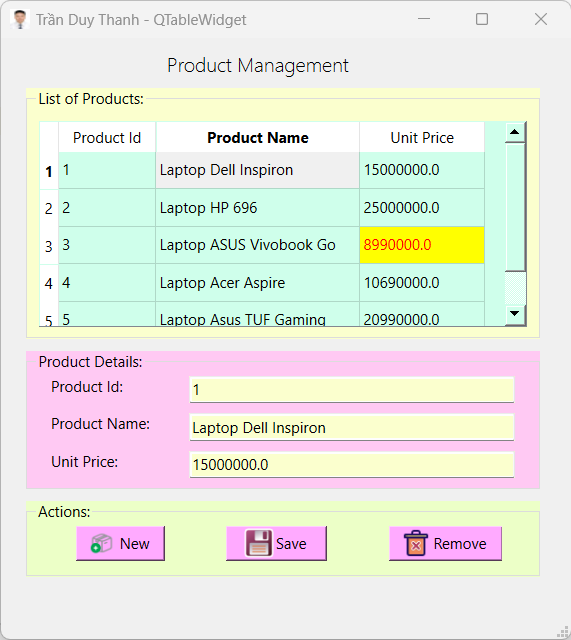 Trần Duy Thanh - QTableWidget
Product Management
List of Products:
Product Id Product Name Unit Price
1 1 Laptop Dell Inspiron 15000000.0
2 2 Laptop HP 696 25000000.0
3 3 Laptop ASUS Vivobook Go 8990000.0
4 4 Laptop Acer Aspire 10690000.0
5 5 Laptop Asus TUF Gaming 20990000.0
Product Details:
Product Id: 1
Product Name: Laptop Dell Inspiron
Unit Price: 15000000.0
Actions:
New Save Remove